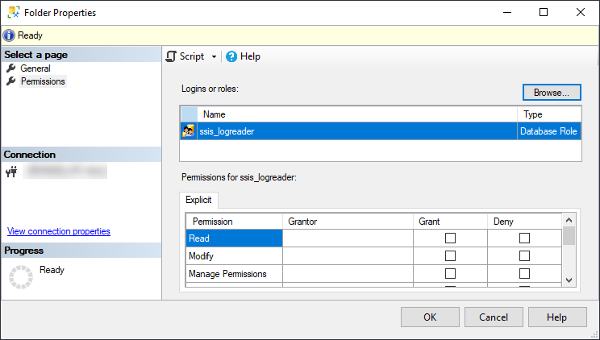 Folder Properties
Ready
Select a page
General
Permissions
Script
Help
Logins or roles:
Browse...
Name Type
ssis_logreader Database Role
Permissions for ssis_logreader:
Explicit
Permission Grantor Grant Deny
Read
Modify
Manage Permissions
Connection
View connection properties
Progress
Ready
OK Cancel Help